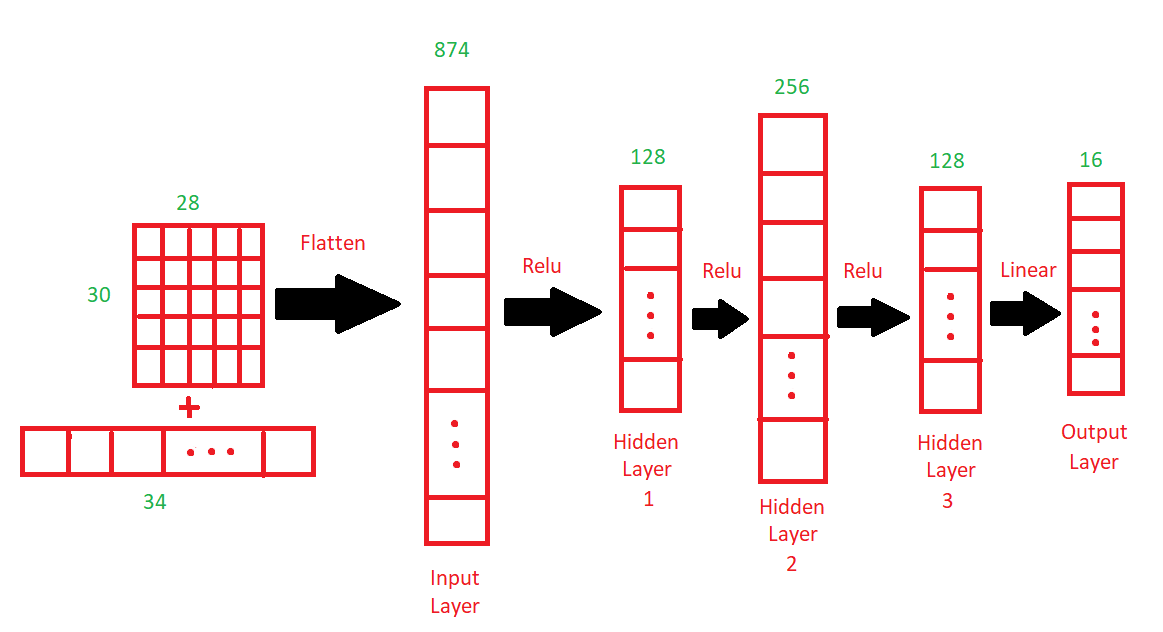 28
30
+
34
Flatten
874
Input
Layer
Relu
128
Hidden
Layer
1
Relu
256
Hidden
Layer
2
Relu
128
Hidden
Layer
3
Linear
16
Output
Layer